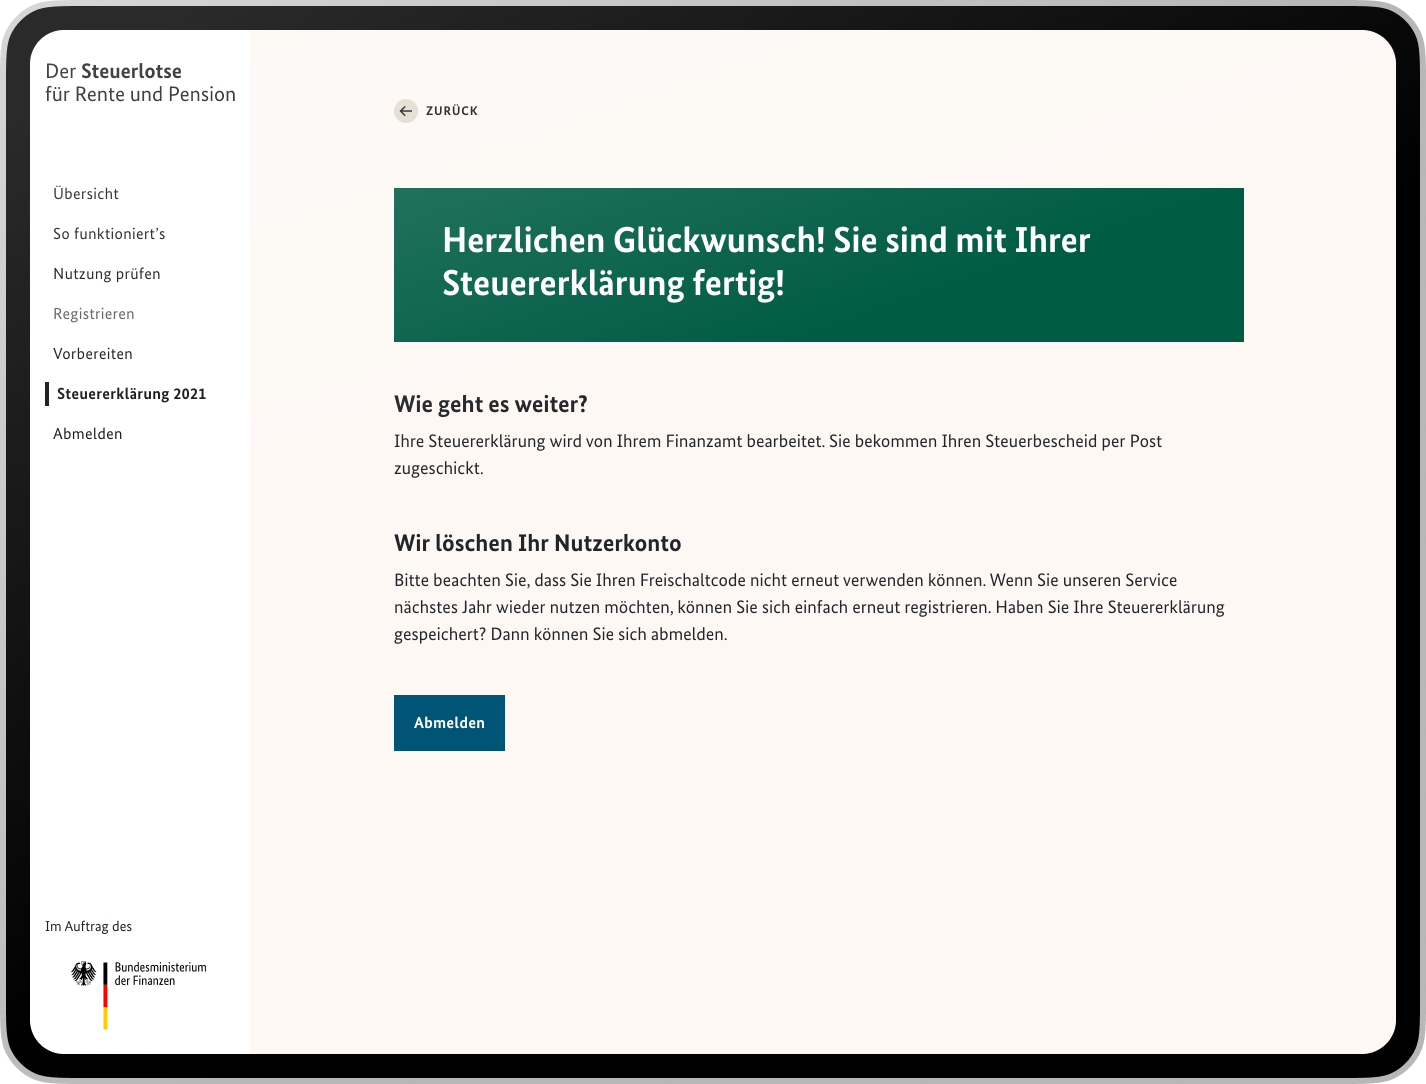 Der Steuerlotse
für Rente und Pension
Übersicht
So funktioniert’s
Nutzung prüfen
Registrieren
Vorbereiten
Steuererklärung 2021
Abmelden
Im Auftrag des
Bundesministerium
der Finanzen
ZURÜCK
Herzlichen Glückwunsch! Sie sind mit Ihrer
Steuererklärung fertig!
Wie geht es weiter?
Ihre Steuererklärung wird von Ihrem Finanzamt bearbeitet. Sie bekommen Ihren Steuerbescheid per Post
zugeschickt.
Wir löschen Ihr Nutzerkonto
Bitte beachten Sie, dass Sie Ihren Freischaltcode nicht erneut verwenden können. Wenn Sie unseren Service
nächstes Jahr wieder nutzen möchten, können Sie sich einfach erneut registrieren. Haben Sie Ihre Steuererklärung
gespeichert? Dann können Sie sich abmelden.
Abmelden